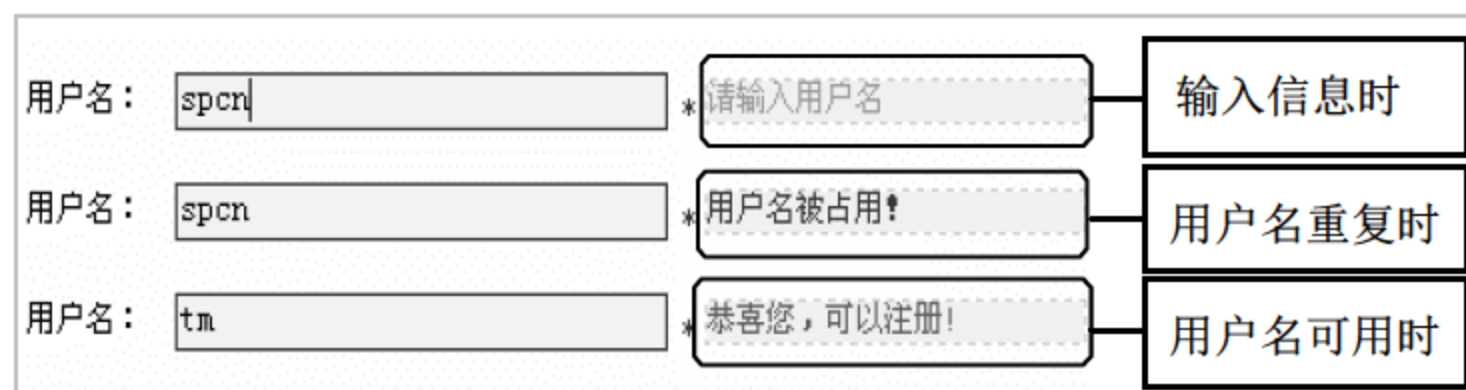 用户名： spcn *请输入用户名 输入信息时
用户名： spcn *用户名被占用！ 用户名重复时
用户名： tm *恭喜您，可以注册！ 用户名可用时